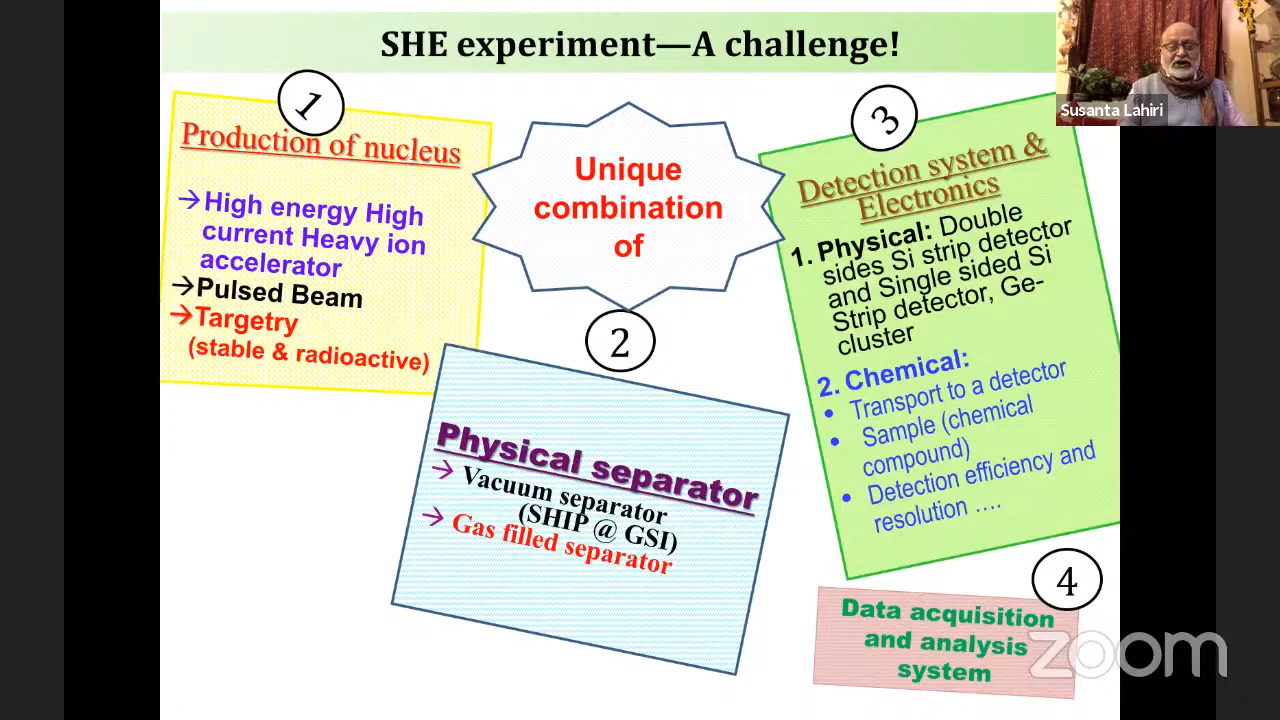 SHE experiment—A challenge!
Susanta Lahiri
1
Production of nucleus
→High energy High
current Heavy ion
accelerator
→Pulsed Beam
→Targetry
(stable & radioactive)
Unique
combination
of
2
Physical separator
→ Vacuum separator
(SHIP @ GSI)
→ Gas filled separator
3
Detection system &
Electronics
1. Physical: Double
sides Si strip detector
and Single sided Si
Strip detector, Ge-
cluster
2. Chemical:
• Transport to a detector
• Sample (chemical
compound)
• Detection efficiency and
resolution ….
4
Data acquisition
and analysis
system
zoom